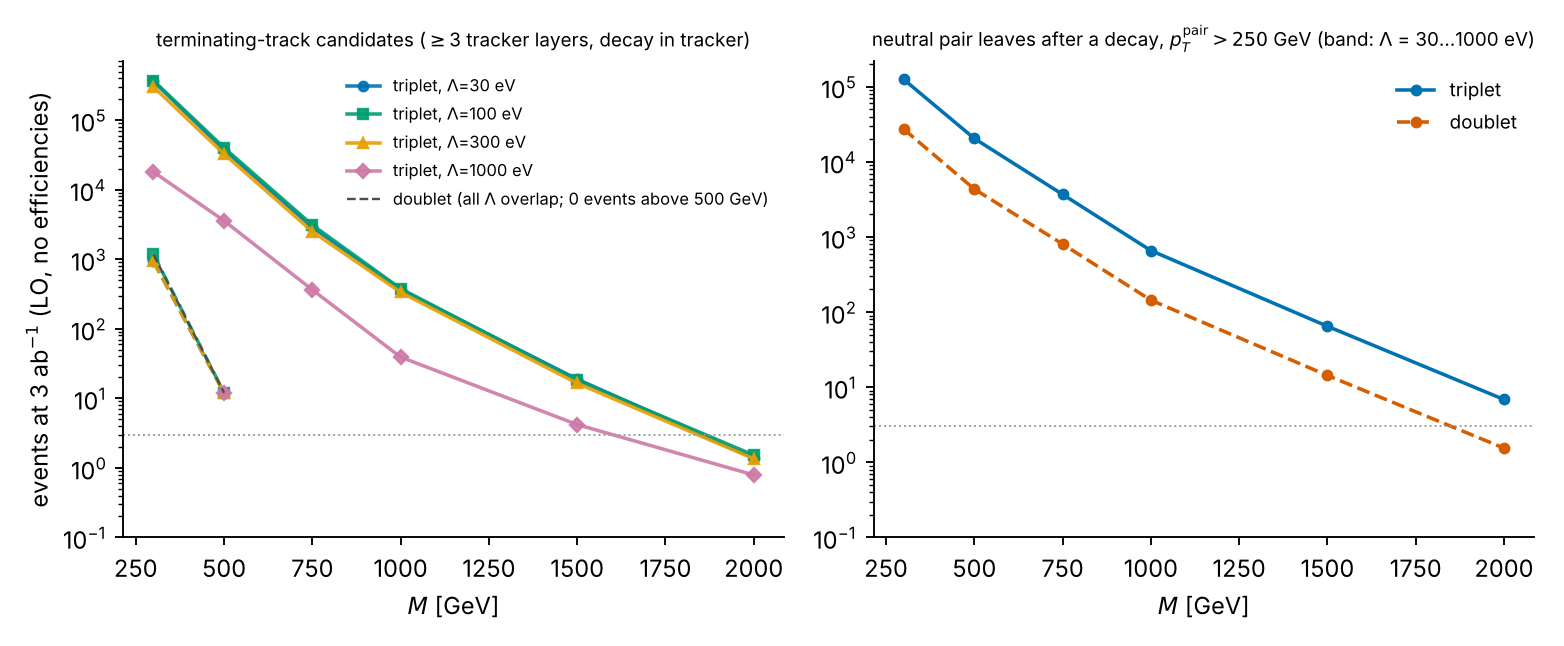 terminating-track candidates ( ≥ 3 tracker layers, decay in tracker)
events at 3 ab⁻¹ (LO, no efficiencies)
10⁵
10⁴
10³
10²
10¹
10⁰
10⁻¹
triplet, Λ=30 eV
triplet, Λ=100 eV
triplet, Λ=300 eV
triplet, Λ=1000 eV
doublet (all Λ overlap; 0 events above 500 GeV)
250 500 750 1000 1250 1500 1750 2000
M [GeV]
neutral pair leaves after a decay, p_T^pair > 250 GeV (band: Λ = 30...1000 eV)
10⁵
10⁴
10³
10²
10¹
10⁰
10⁻¹
triplet
doublet
250 500 750 1000 1250 1500 1750 2000
M [GeV]